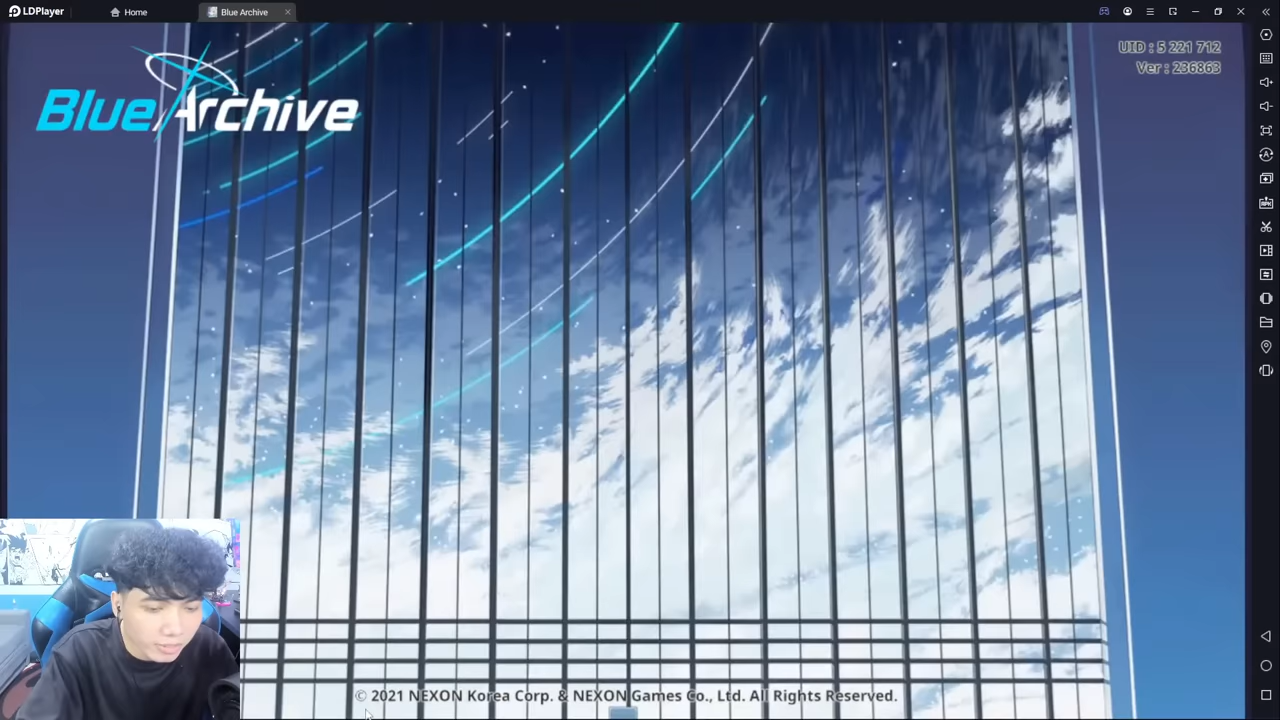 LDPlayer
Home
Blue Archive
Blue Archive
UID : 5 221 712
Ver : 236863
© 2021 NEXON Korea Corp. & NEXON Games Co., Ltd. All Rights Reserved.